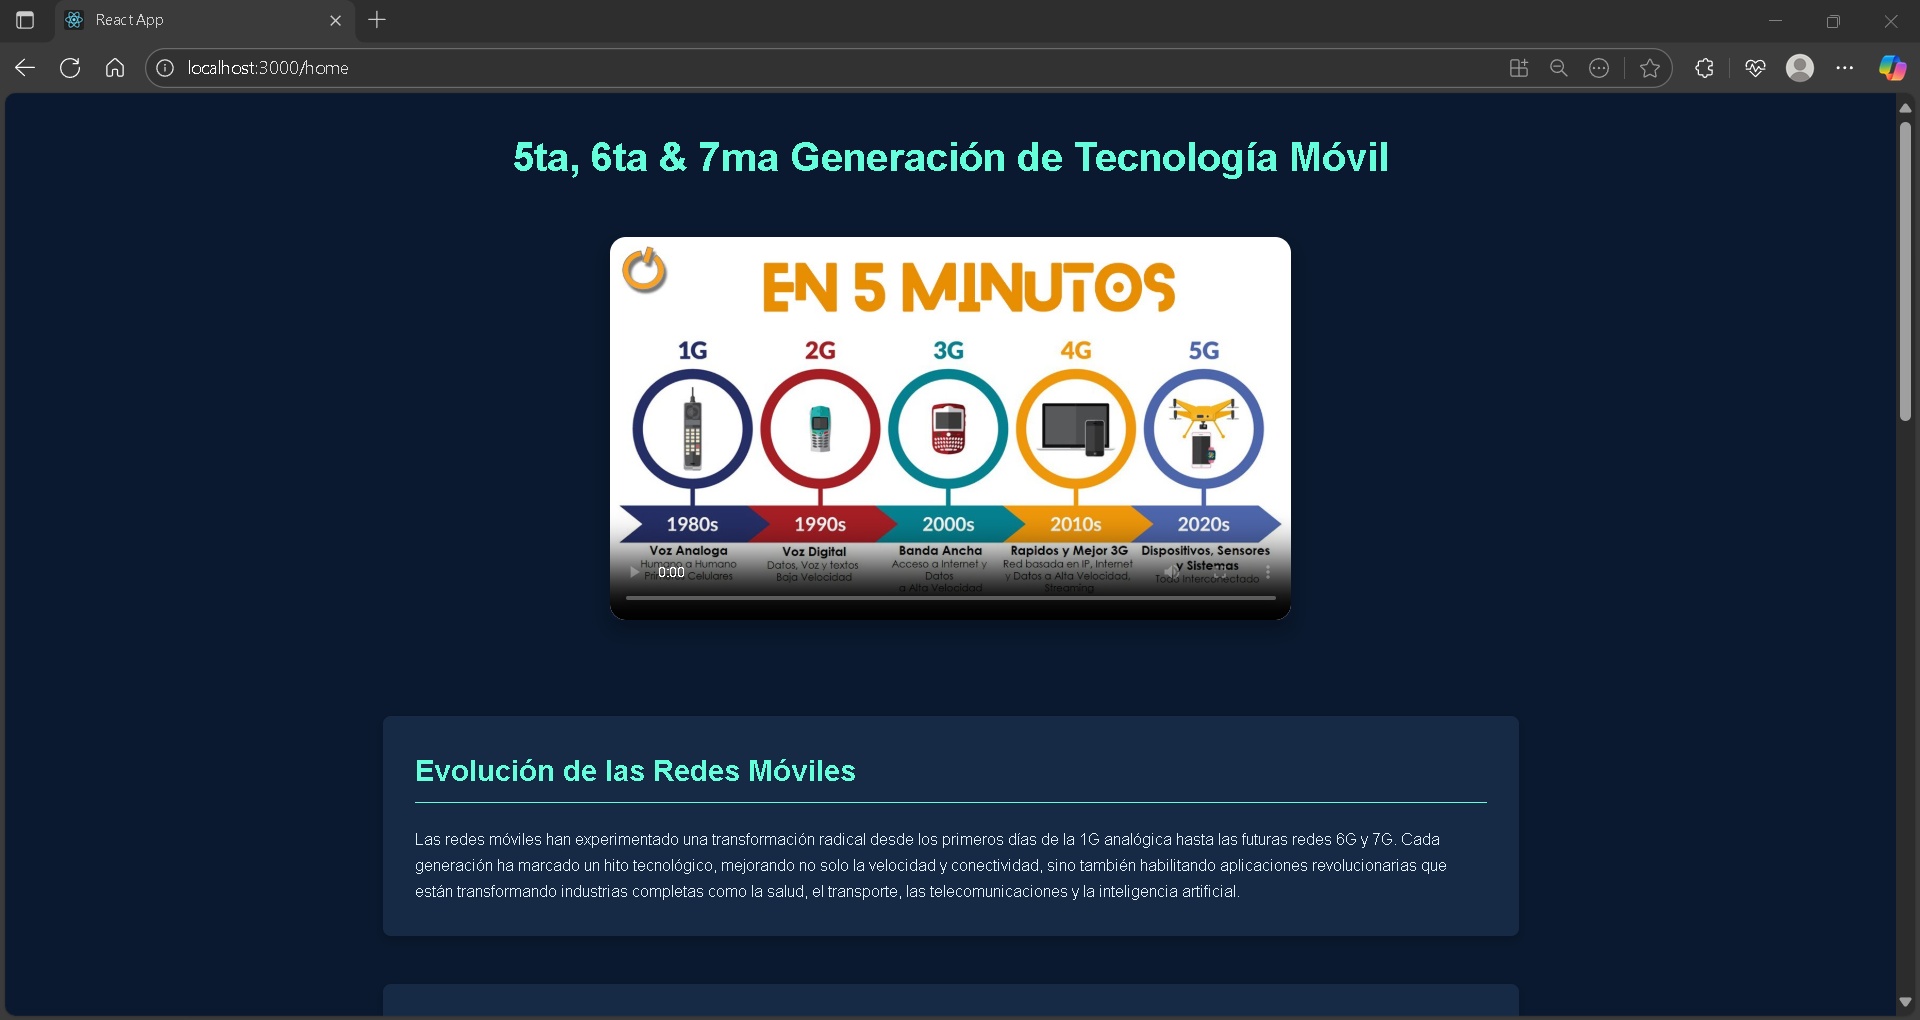 React App
localhost:3000/home
5ta, 6ta & 7ma Generación de Tecnología Móvil
EN 5 MINUTOS
1G 2G 3G 4G 5G
1980s 1990s 2000s 2010s 2020s
Voz Analoga
Humano a Humano
Celulares
Voz Digital
Datos, Voz y textos
Baja Velocidad
Banda Ancha
Acceso a Internet y
Datos
a Alta Velocidad
Rapidos y Mejor 3G
Red basada en IP, Internet
y Datos a Alta Velocidad.
Streaming
Dispositivos, Sensores
y Sistemas
Todo Interconectado
0:00
Evolución de las Redes Móviles
Las redes móviles han experimentado una transformación radical desde los primeros días de la 1G analógica hasta las futuras redes 6G y 7G. Cada
generación ha marcado un hito tecnológico, mejorando no solo la velocidad y conectividad, sino también habilitando aplicaciones revolucionarias que
están transformando industrias completas como la salud, el transporte, las telecomunicaciones y la inteligencia artificial.